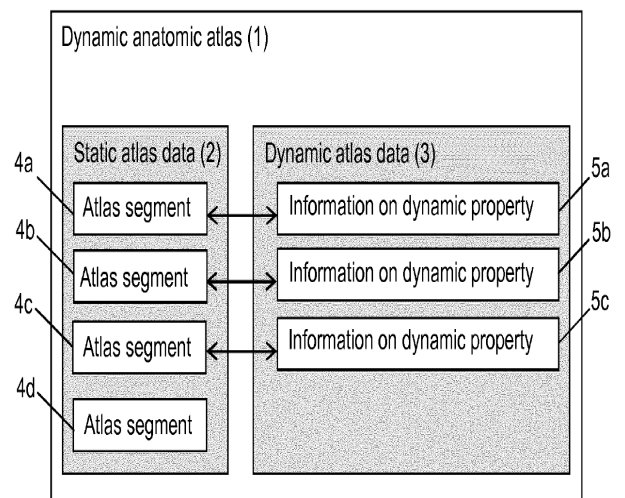 Dynamic anatomic atlas (1)
Static atlas data (2)
Dynamic atlas data (3)
4a
Atlas segment
Information on dynamic property
5a
4b
Atlas segment
Information on dynamic property
5b
4c
Atlas segment
Information on dynamic property
5c
4d
Atlas segment